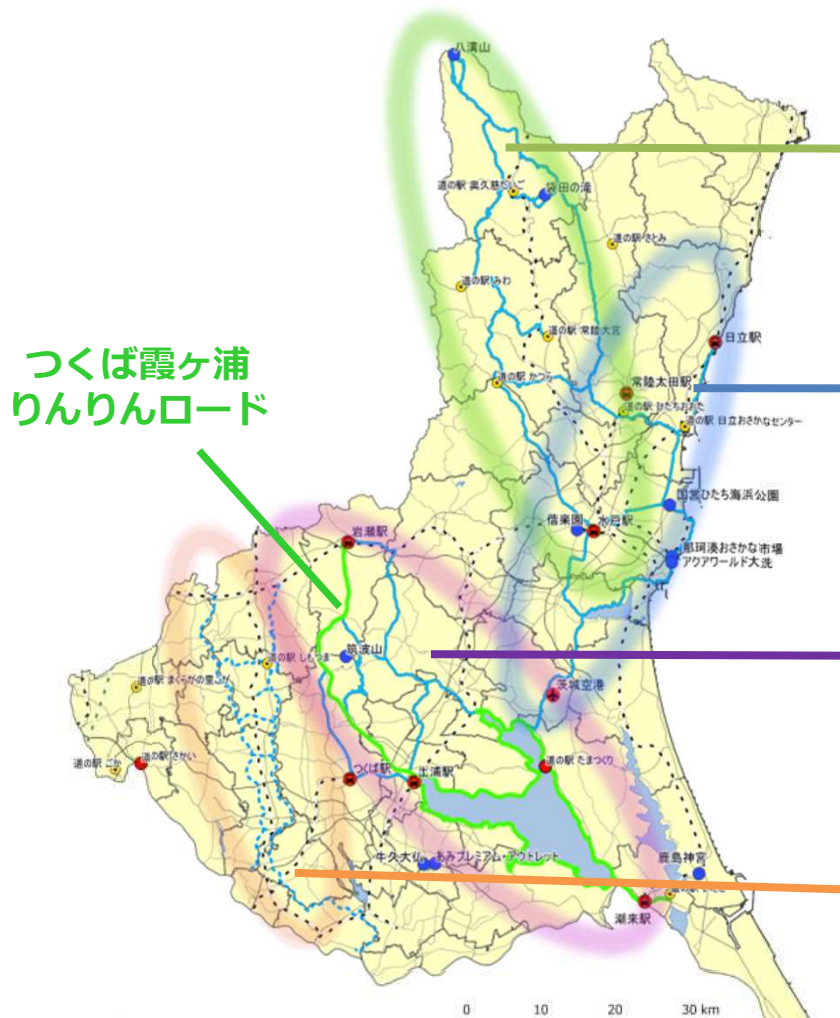 八溝山
道の駅 奥久慈だいご
袋田の滝
道の駅 さとみ
道の駅 みわ
道の駅 常陸大宮
日立駅
つくば霞ヶ浦
りんりんロード
道の駅 かつら
常陸太田駅
道の駅 ひたちおおた
道の駅 日立おさかなセンター
国営ひたち海浜公園
偕楽園
水戸駅
岩瀬駅
那珂湊おさかな市場
アクアワールド大洗
筑波山
道の駅 しもつま
道の駅 まくらがの里こが
茨城空港
道の駅 ごか
道の駅 さかい
つくば駅
土浦駅
道の駅 たまつくり
牛久大仏
あみプレミアム・アウトレット
鹿島神宮
潮来駅
0 10 20 30 km